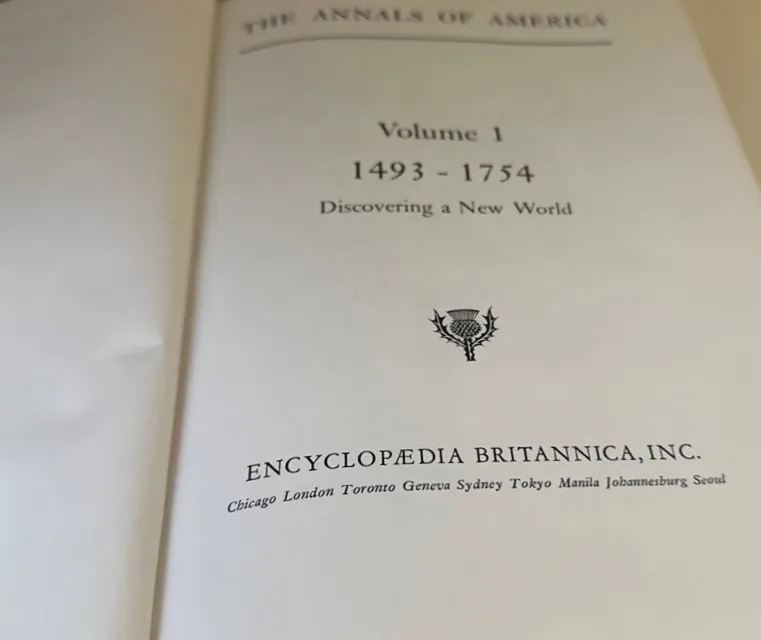 THE ANNALS OF AMERICA
Volume 1
1493 - 1754
Discovering a New World
ENCYCLOPÆDIA BRITANNICA, INC.
Chicago London Toronto Geneva Sydney Tokyo Manila Johannesburg Seoul